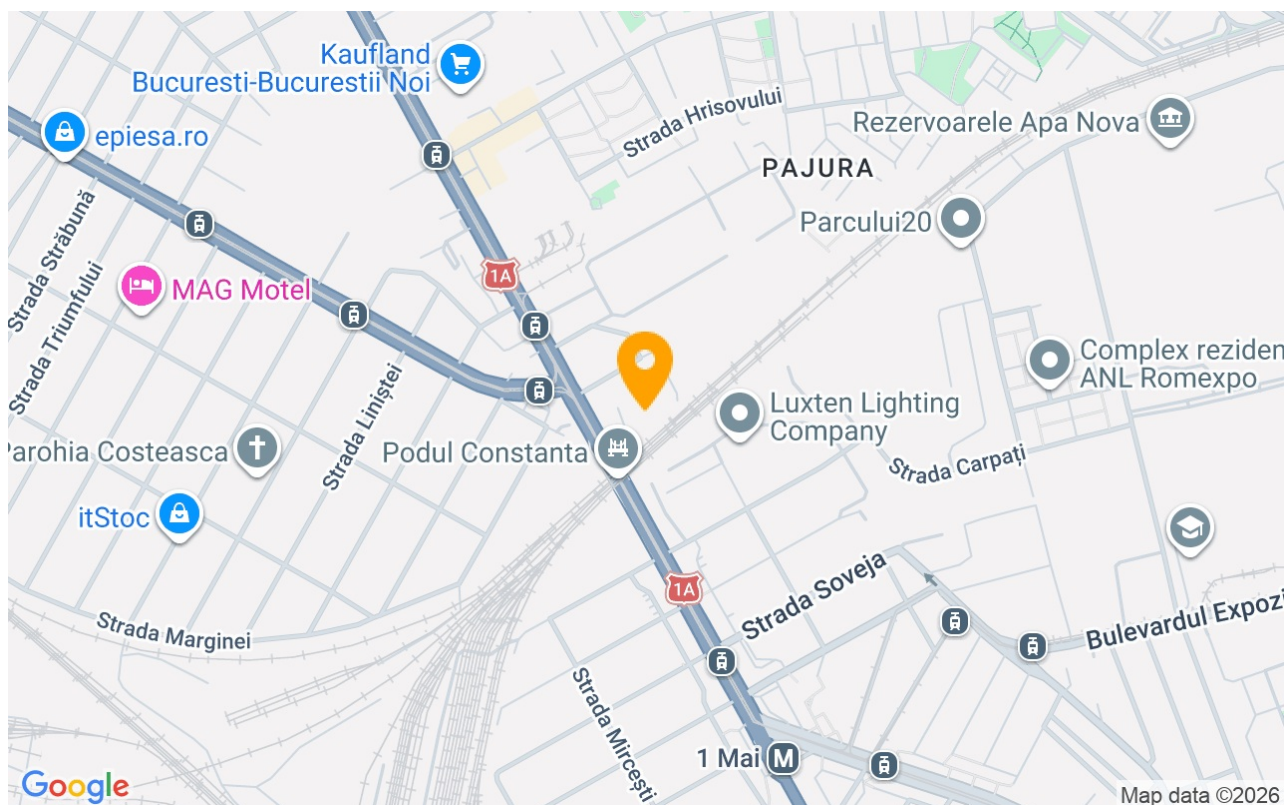 Kaufland
Bucuresti-Bucurestii Noi
epiesa.ro
Strada Hrisovului
Rezervoarele Apa Nova
PAJURA
Strada Străbună
Parcului20
1A
MAG Motel
Strada Triumfului
Complex reziden
ANL Romexpo
Strada Liniștei
Luxten Lighting
Company
Parohia Costeasca
Podul Constanta
Strada Carpați
itStoc
1A
Strada Soveja
Strada Marginei
Bulevardul Expozi
Strada Mircești
1 Mai M
Google
Map data ©2026